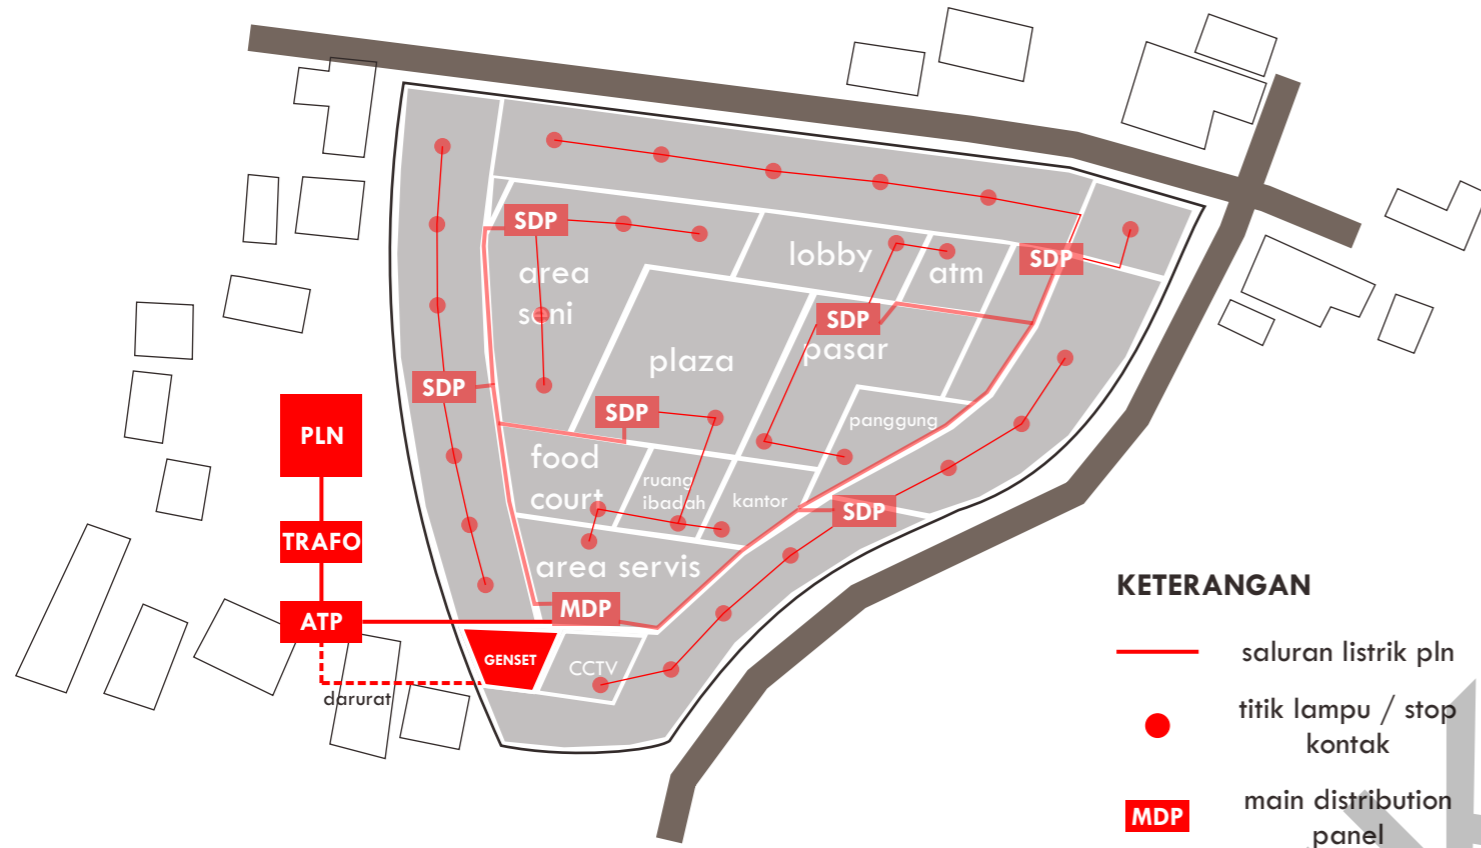 SDP
lobby
atm
SDP
area
seni
SDP
pasar
plaza
SDP
SDP
panggung
PLN
food
court
ruang
ibadah
kantor
SDP
TRAFO
area servis
ATP
MDP
GENSET
CCTV
darurat
KETERANGAN
saluran listrik pln
titik lampu / stop
kontak
MDP
main distribution
panel